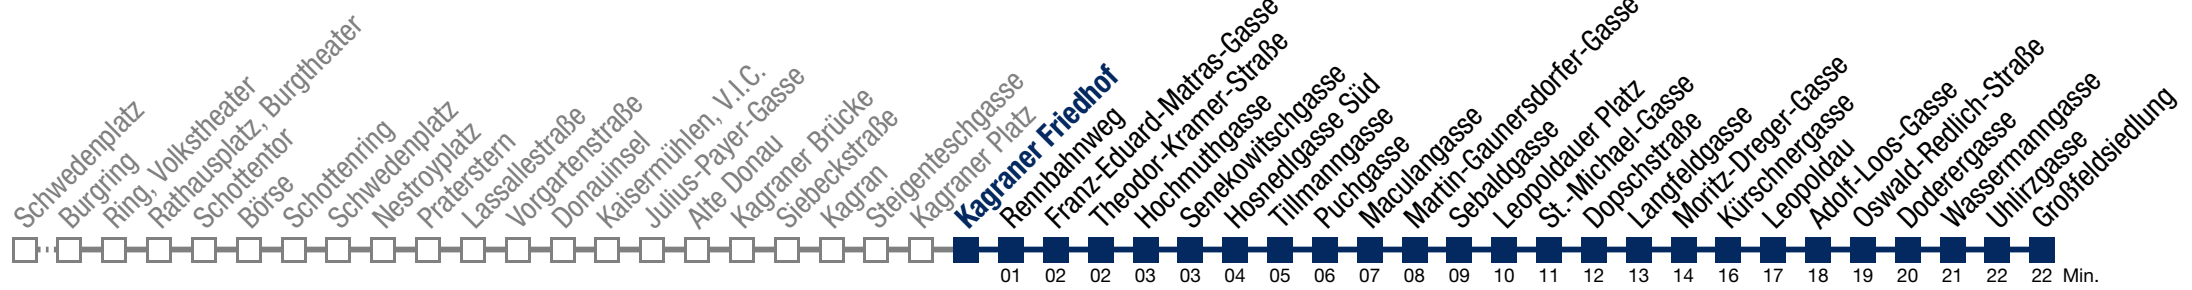 Schwedenplatz
Burgring
Ring, Volkstheater
Rathausplatz, Burgtheater
Schottentor
Börse
Schottenring
Schwedenplatz
Nestroyplatz
Praterstern
Lassallestraße
Vorgartenstraße
Donauinsel
Kaisermühlen, V.I.C.
Julius-Payer-Gasse
Alte Donau
Kagraner Brücke
Siebeckstraße
Kagran
Steigenteschgasse
Kagraner Platz
Kagraner Friedhof
Rennbahnweg
Franz-Eduard-Matras-Gasse
Theodor-Kramer-Straße
Hochmuthgasse
Senekowitschgasse
Hosnedlgasse Süd
Tillmanngasse
Puchgasse
Maculangasse
Martin-Gaunersdorfer-Gasse
Sebaldgasse
Leopoldauer Platz
St.-Michael-Gasse
Dopschstraße
Langfeldgasse
Moritz-Dreger-Gasse
Kürschnergasse
Leopoldau
Adolf-Loos-Gasse
Oswald-Redlich-Straße
Doderergasse
Wassermanngasse
Uhlirzgasse
Großfeldsiedlung
01 02 02 03 03 04 05 06 07 08 09 10 11 12 13 14 16 17 18 19 20 21 22 22 Min.